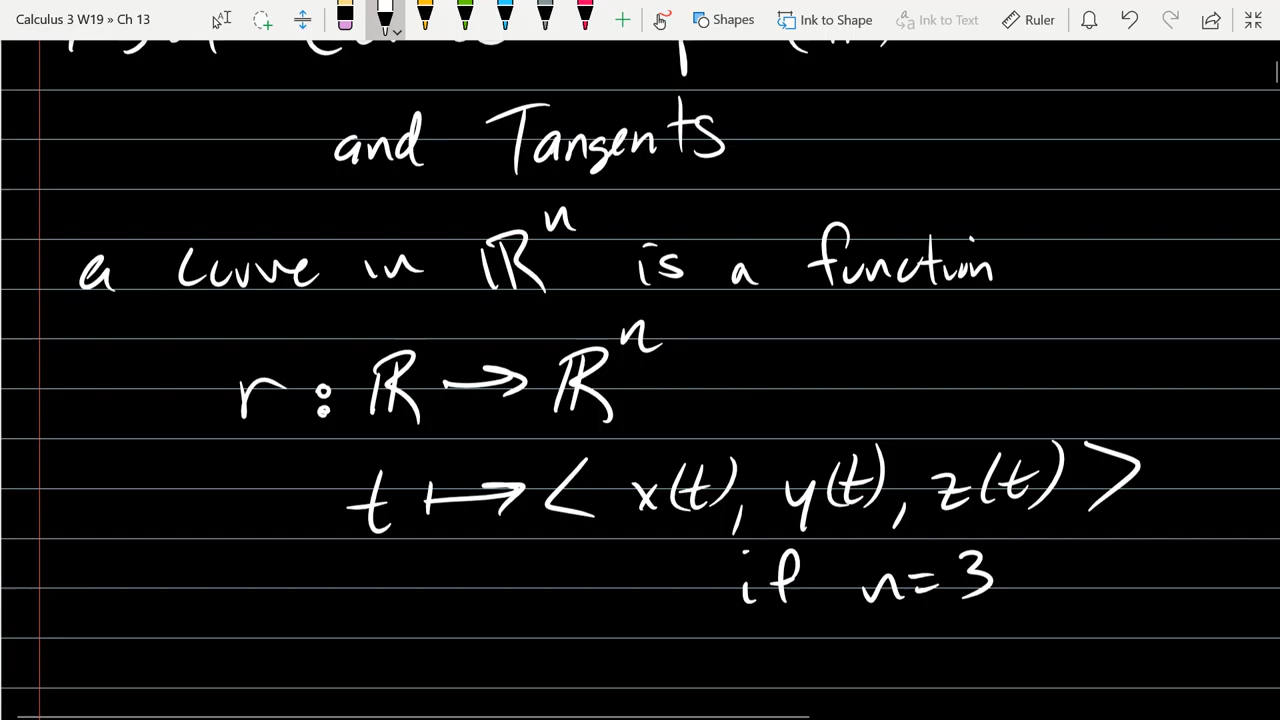 Calculus 3 W19 » Ch 13
Shapes
Ink to Shape
Ink to Text
Ruler
and Tangents
a curve in ℝⁿ is a function
r : ℝ → ℝⁿ
t ↦ < x(t), y(t), z(t) >
if n = 3